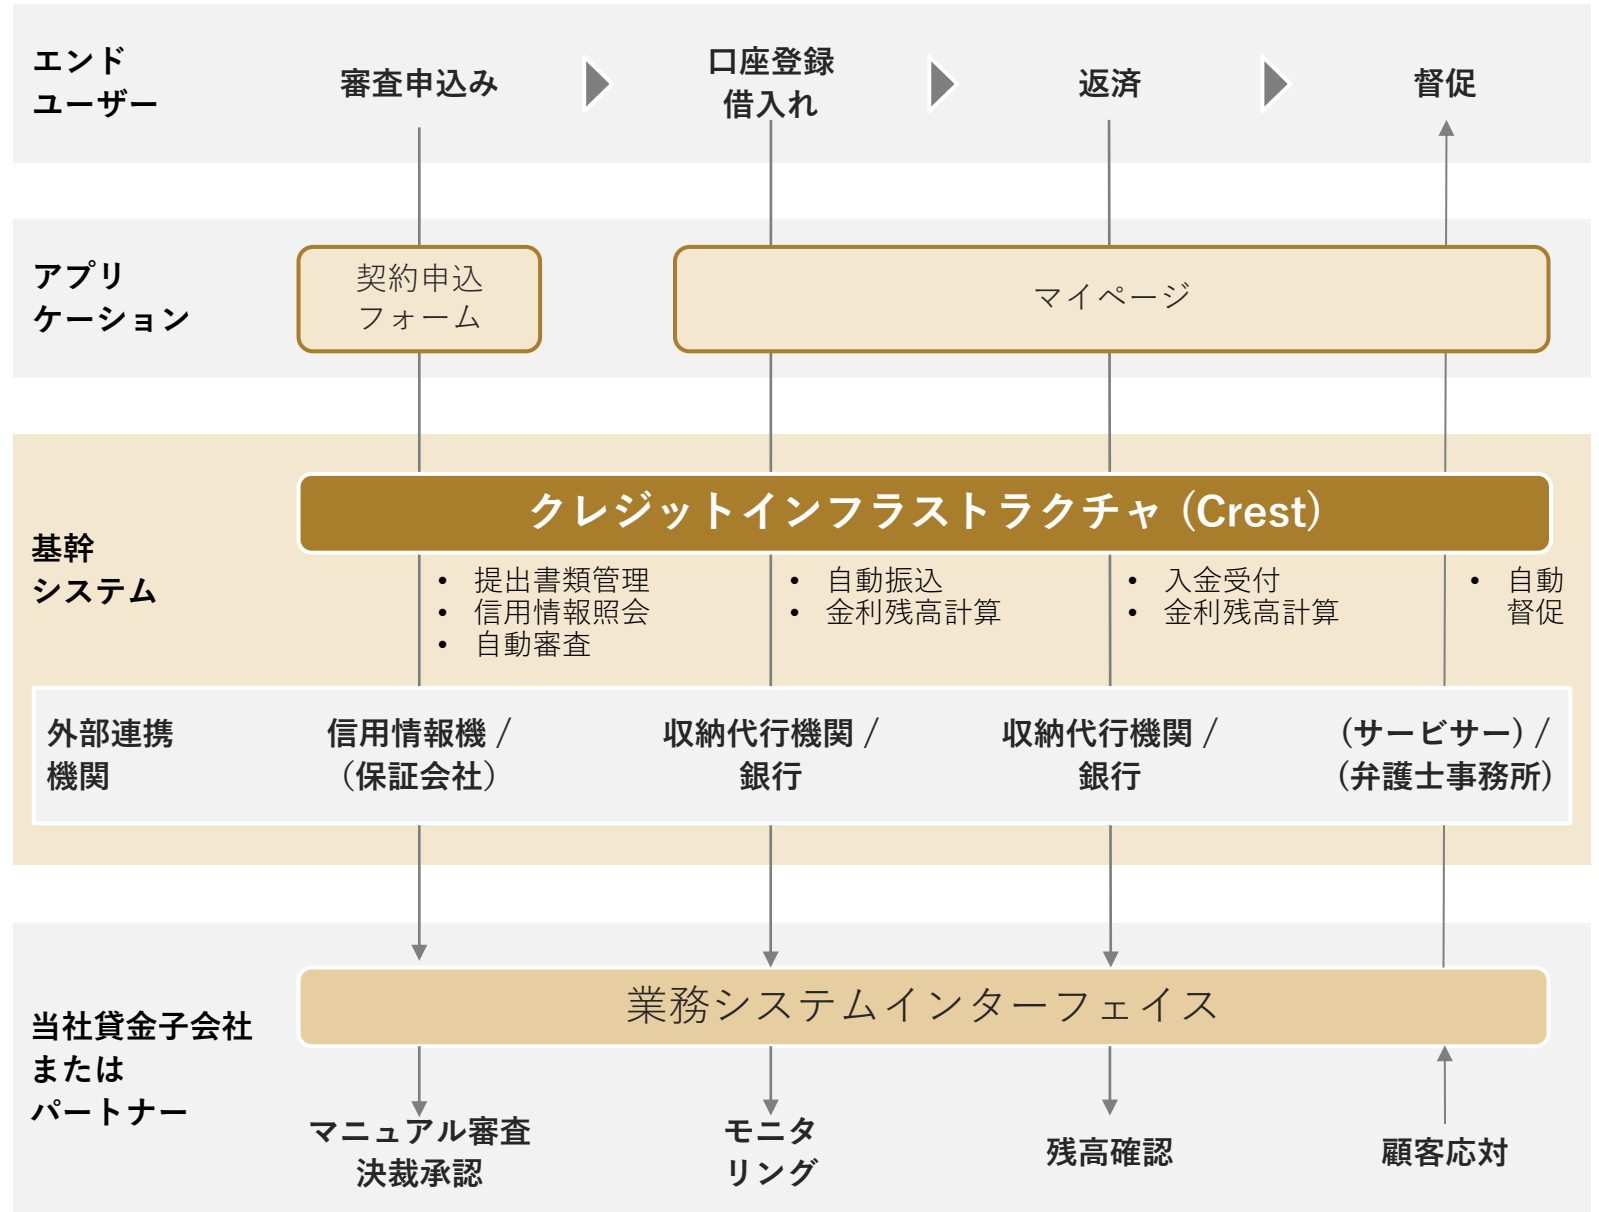 エンド
ユーザー
審査申込み
口座登録
借入れ
返済
督促
アプリ
ケーション
契約申込
フォーム
マイページ
基幹
システム
クレジットインフラストラクチャ (Crest)
• 提出書類管理
• 信用情報照会
• 自動審査
• 自動振込
• 金利残高計算
• 入金受付
• 金利残高計算
• 自動
督促
外部連携
機関
信用情報機 /
（保証会社）
収納代行機関 /
銀行
収納代行機関 /
銀行
(サービサー) /
(弁護士事務所)
当社貸金子会社
または
パートナー
業務システムインターフェイス
マニュアル審査
決裁承認
モニタ
リング
残高確認
顧客応対